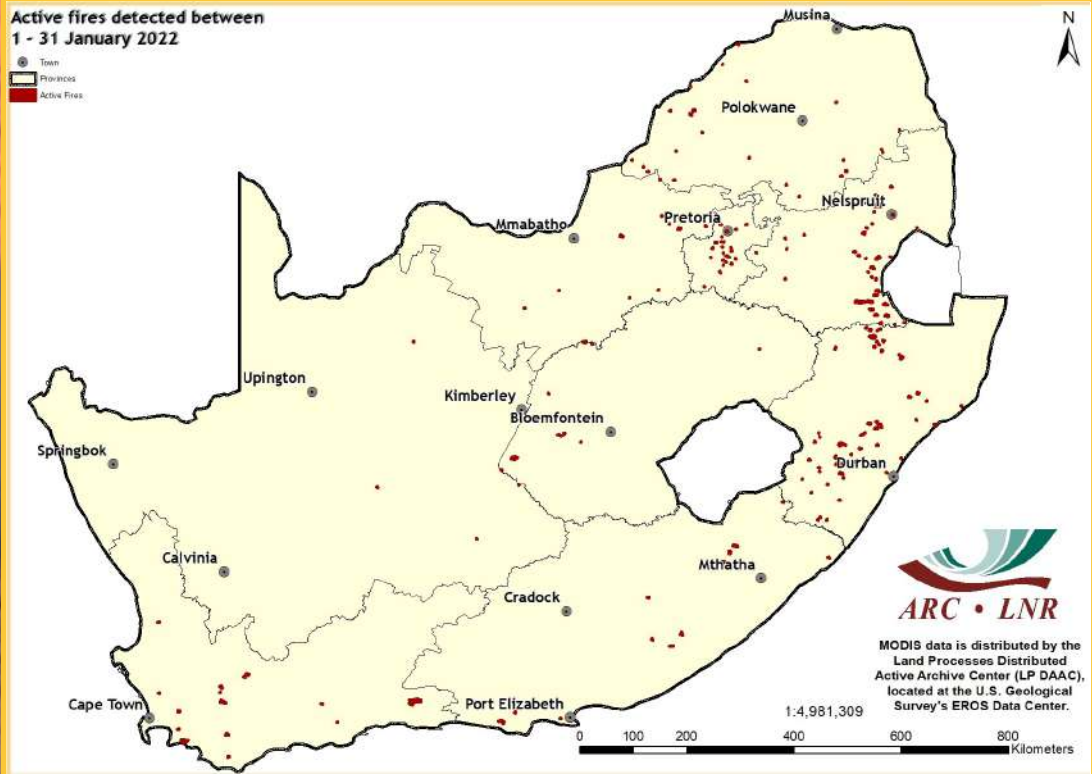 Active fires detected between
1 - 31 January 2022
Town
Provinces
Active Fires
N
Musina
Polokwane
Nelspruit
Pretoria
Mmabatho
Upington
Kimberley
Bloemfontein
Springbok
Durban
Calvinia
Mthatha
Cradock
Cape Town
Port Elizabeth
ARC • LNR
MODIS data is distributed by the
Land Processes Distributed
Active Archive Center (LP DAAC),
located at the U.S. Geological
Survey's EROS Data Center.
1:4,981,309
0 100 200 400 600 800
Kilometers